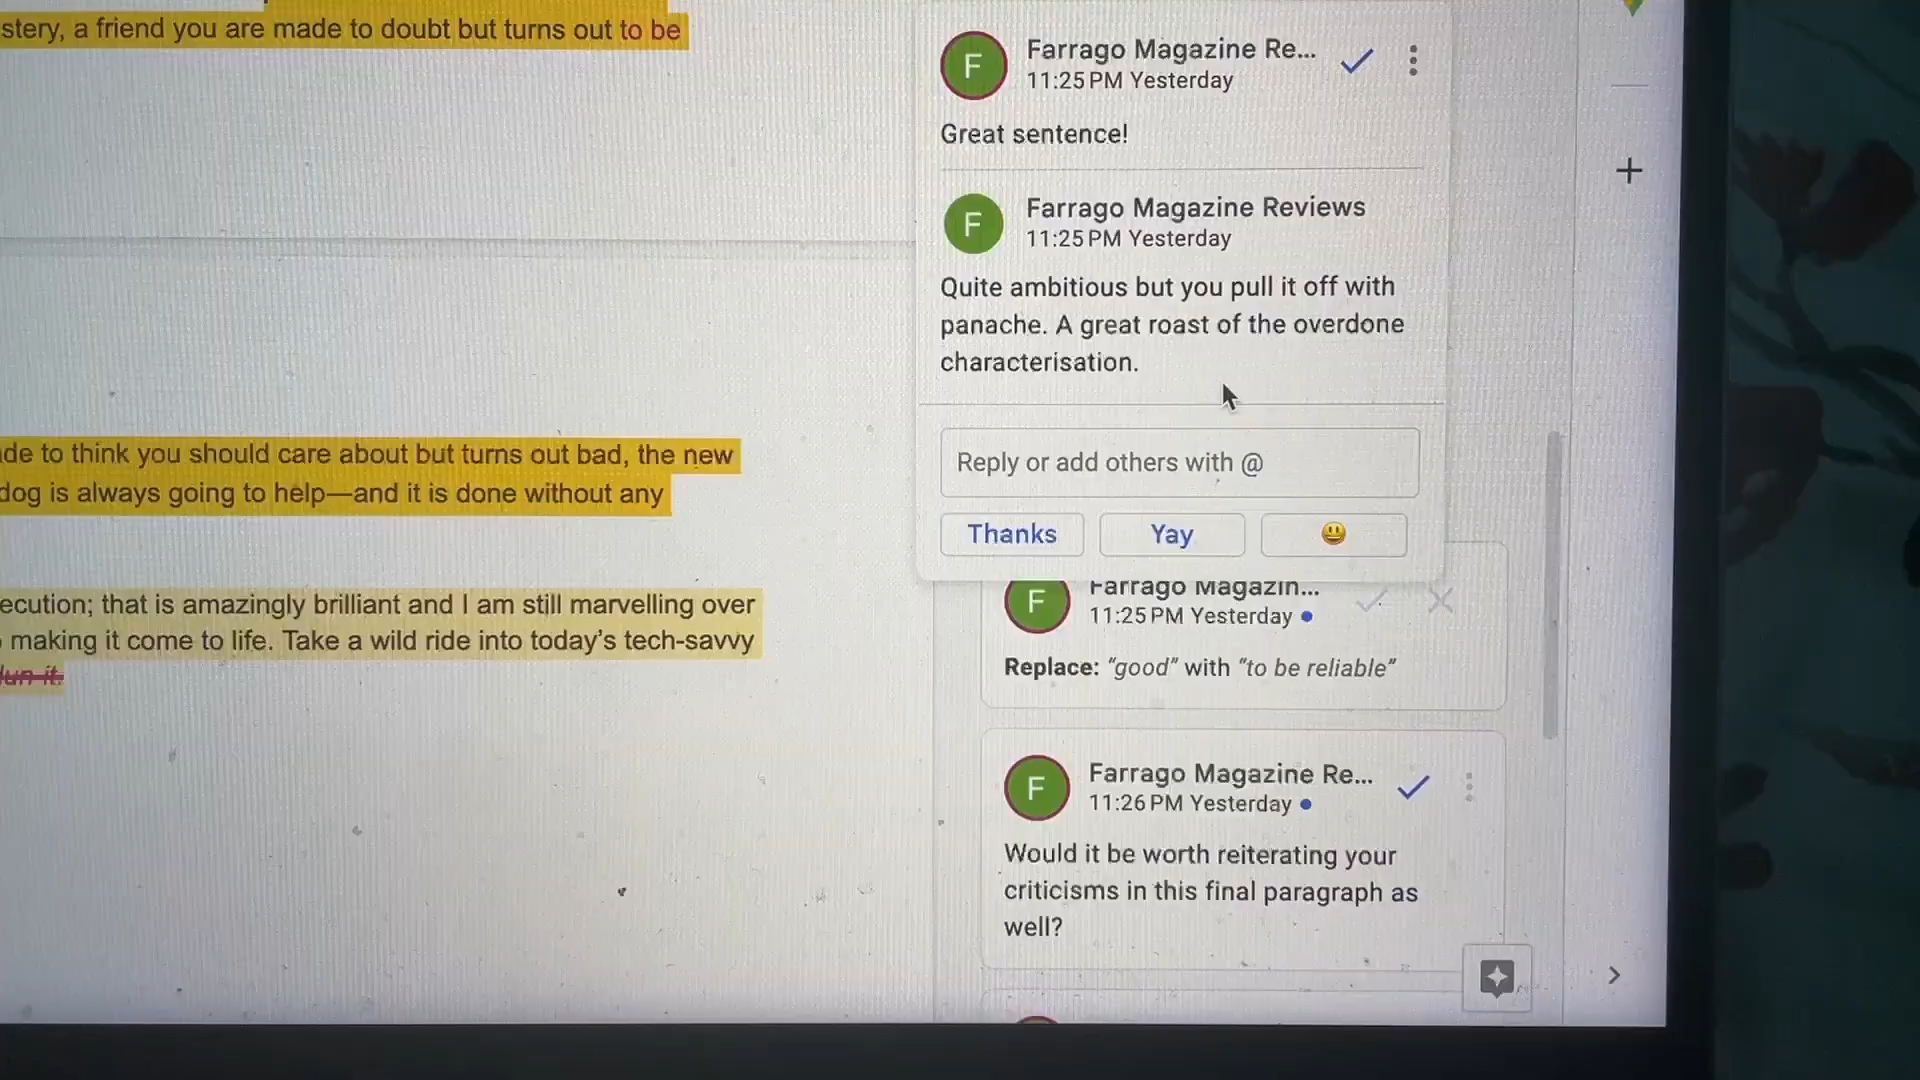 stery, a friend you are made to doubt but turns out to be
de to think you should care about but turns out bad, the new
dog is always going to help—and it is done without any
ecution; that is amazingly brilliant and I am still marvelling over
making it come to life. Take a wild ride into today's tech-savvy
it.
F
Farrago Magazine Re...
11:25 PM Yesterday
Great sentence!
F
Farrago Magazine Reviews
11:25 PM Yesterday
Quite ambitious but you pull it off with
panache. A great roast of the overdone
characterisation.
Reply or add others with @
Thanks
Yay
F
Farrago Magazin...
11:25 PM Yesterday
Replace: “good” with “to be reliable”
F
Farrago Magazine Re...
11:26 PM Yesterday
Would it be worth reiterating your
criticisms in this final paragraph as
well?